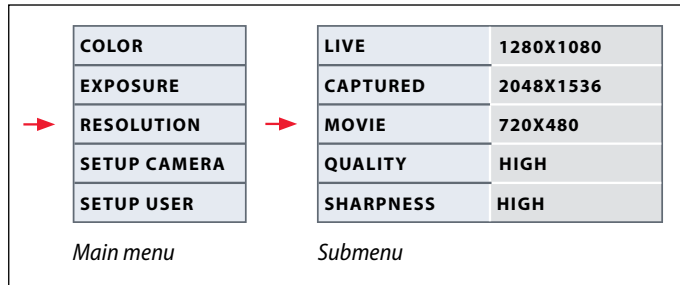 COLOR
EXPOSURE
RESOLUTION
SETUP CAMERA
SETUP USER
Main menu
LIVE 1280X1080
CAPTURED 2048X1536
MOVIE 720X480
QUALITY HIGH
SHARPNESS HIGH
Submenu